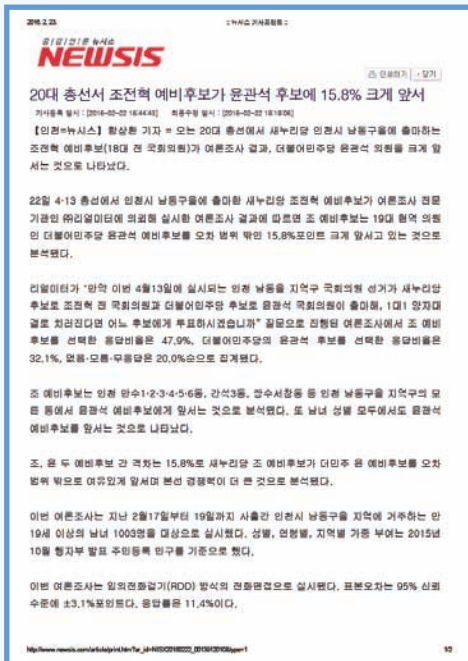 2016. 2. 23.
:: 뉴시스 기사프린트 ::
공|감|언|론 뉴시스
NEWSIS
인쇄하기
닫기
20대 총선서 조전혁 예비후보가 윤관석 후보에 15.8% 크게 앞서
기사등록 일시 : [2016-02-22 18:44:43] 최종수정 일시 :
【인천=뉴시스】 함상환 기자 = 오는 20대 총선에서 새누리당 인천시 남동구을에 출마하는
조전혁 예비후보(18대 전 국회의원)가 여론조사 결과, 더불어민주당 윤관석 의원을 크게 앞
서는 것으로 나타났다.
22일 4·13 총선에서 인천시 남동구을에 출마한 새누리당 조전혁 예비후보가 여론조사 전문
기관인 ㈜리얼미터에 의뢰해 실시한 여론조사 결과에 따르면 조 예비후보는 19대 현역 의원
인 더불어민주당 윤관석 예비후보를 오차 범위 밖인 15.8%포인트 크게 앞서고 있는 것으로
분석됐다.
리얼미터가 "만약 이번 4월13일에 실시되는 인천 남동을 지역구 국회의원 선거가 새누리당
후보로 조전혁 전 국회의원과 더불어민주당 후보로 윤관석 국회의원이 출마해, 1대1 양자대
결로 치러진다면 어느 후보에게 투표하시겠습니까" 질문으로 진행된 여론조사에서 조 예비
후보를 선택한 응답비율은 47.9%, 더불어민주당의 윤관석 후보를 선택한 응답비율은
32.1%, 없음·모름·무응답은 20.0%순으로 집계됐다.
조 예비후보는 인천 만수1·2·3·4·5·6동, 간석3동, 장수서창동 등 인천 남동구을 지역구의 모
든 동에서 윤관석 예비후보에게 앞서는 것으로 분석됐다. 또 남녀 성별 모두에서도 윤관석
예비후보를 앞서는 것으로 나타났다.
조, 윤 두 예비후보 간 격차는 15.8%로 새누리당 조 예비후보가 더민주 윤 예비후보를 오차
범위 밖으로 여유있게 앞서며 본선 경쟁력이 더 큰 것으로 분석됐다.
이번 여론조사는 지난 2월17일부터 19일까지 사흘간 인천시 남동구을 지역에 거주하는 만
19세 이상의 남녀 1003명을 대상으로 실시했다. 성별, 연령별, 지역별 가중 부여는 2015년
10월 행자부 발표 주민등록 인구를 기준으로 했다.
이번 여론조사는 임의전화걸기(RDD) 방식의 전화면접으로 실시됐다. 표본오차는 95% 신뢰
수준에 ±3.1%포인트다. 응답률은 11.4%이다.
1/2